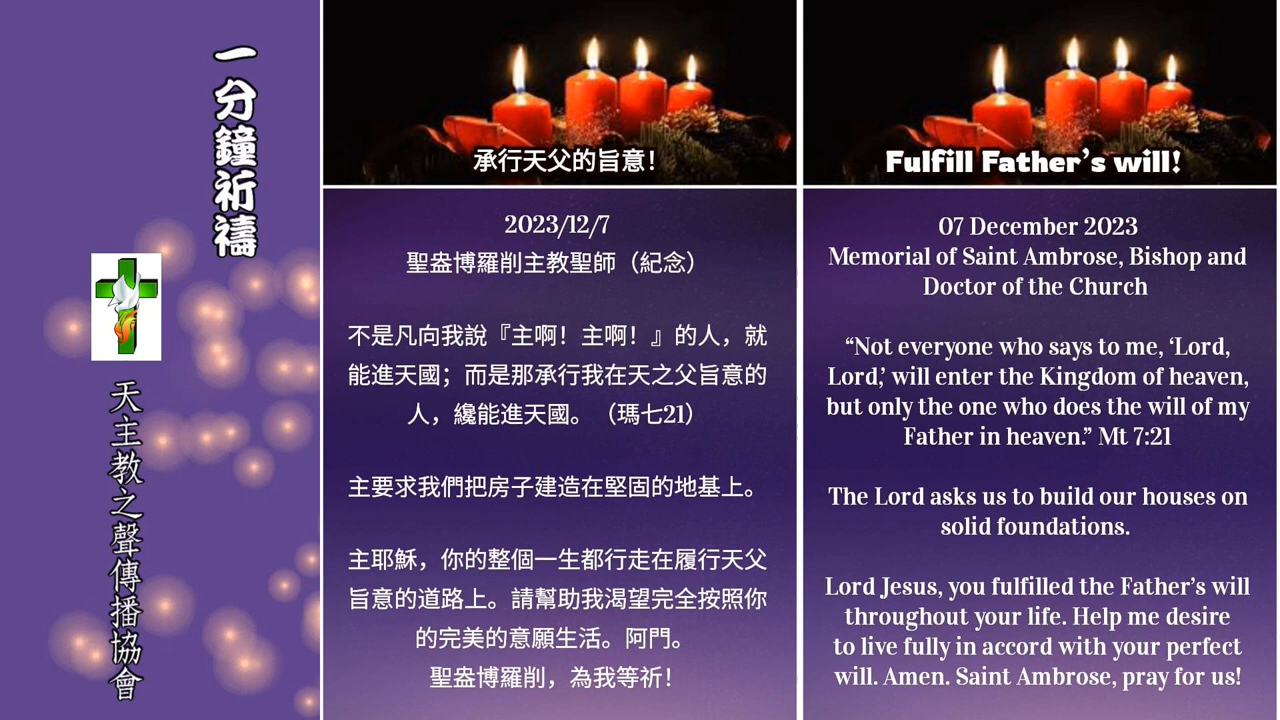 一分鐘祈禱
天主教之聲傳播協會
承行天父的旨意！
2023/12/7
聖盎博羅削主教聖師（紀念）
不是凡向我說『主啊！主啊！』的人，就
能進天國；而是那承行我在天之父旨意的
人，纔能進天國。（瑪七21）
主要求我們把房子建造在堅固的地基上。
主耶穌，你的整個一生都行走在履行天父
旨意的道路上。請幫助我渴望完全按照你
的完美的意願生活。阿門。
聖盎博羅削，為我等祈！
Fulfill Father’s will!
07 December 2023
Memorial of Saint Ambrose, Bishop and
Doctor of the Church
“Not everyone who says to me, ‘Lord,
Lord,’ will enter the Kingdom of heaven,
but only the one who does the will of my
Father in heaven.” Mt 7:21
The Lord asks us to build our houses on
solid foundations.
Lord Jesus, you fulfilled the Father’s will
throughout your life. Help me desire
to live fully in accord with your perfect
will. Amen. Saint Ambrose, pray for us!